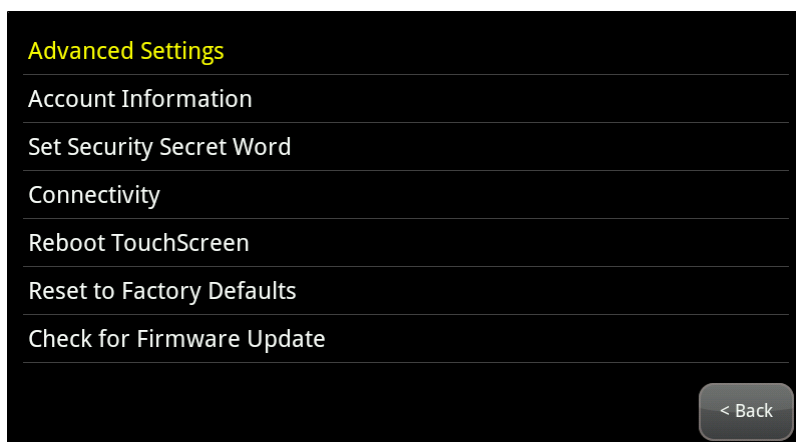 Advanced Settings
Account Information
Set Security Secret Word
Connectivity
Reboot TouchScreen
Reset to Factory Defaults
Check for Firmware Update
< Back